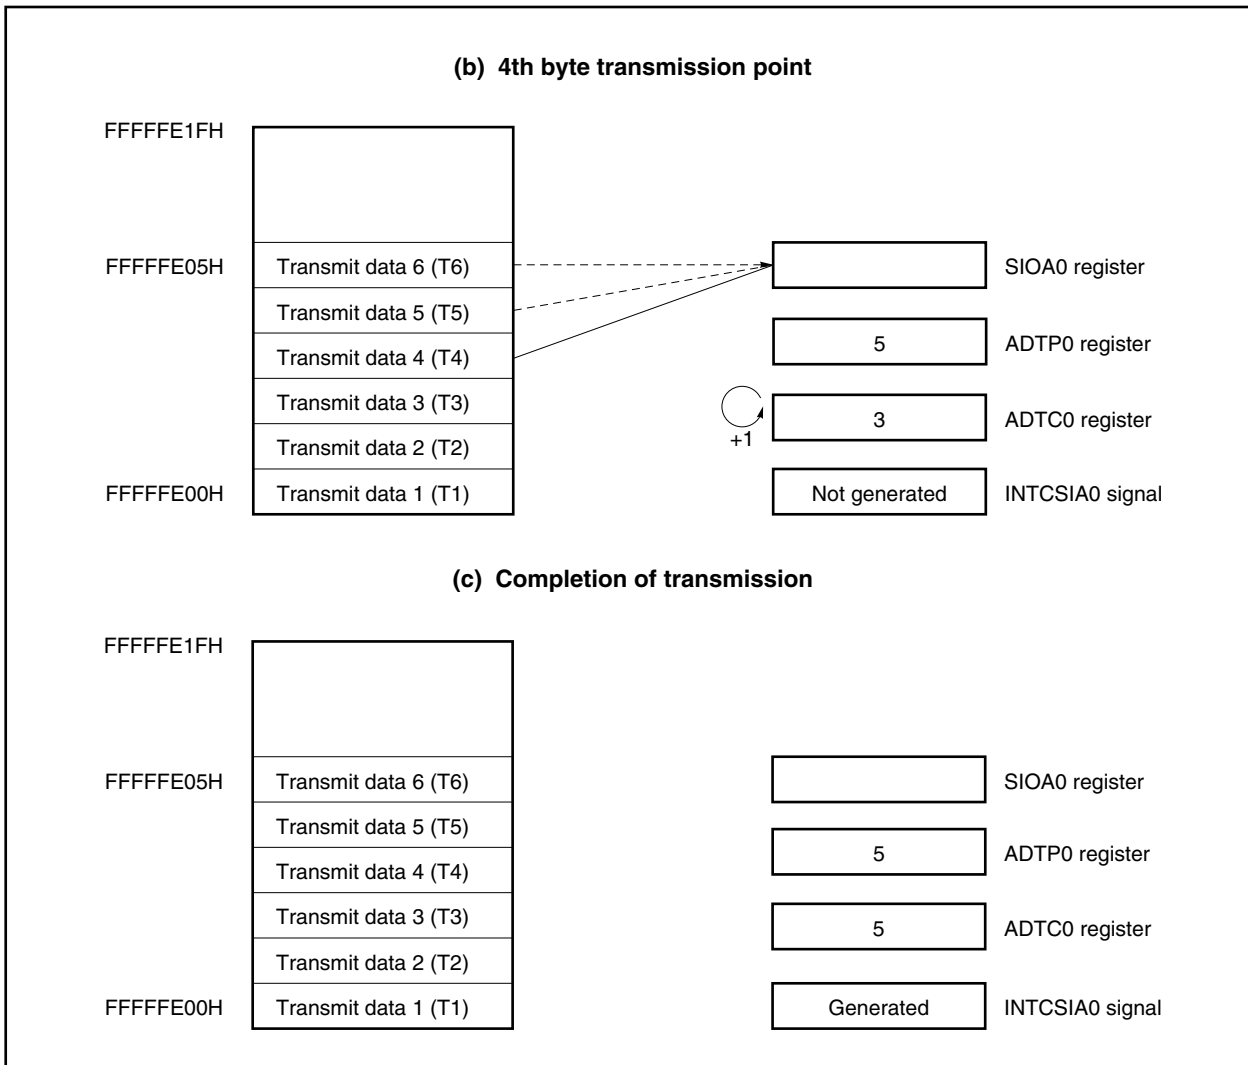 (b) 4th byte transmission point
FFFFFE1FH
FFFFFE05H
Transmit data 6 (T6)
SIOA0 register
Transmit data 5 (T5)
5
ADTP0 register
Transmit data 4 (T4)
Transmit data 3 (T3)
3
ADTC0 register
+1
Transmit data 2 (T2)
FFFFFE00H
Transmit data 1 (T1)
Not generated
INTCSIA0 signal
(c) Completion of transmission
FFFFFE1FH
FFFFFE05H
Transmit data 6 (T6)
SIOA0 register
Transmit data 5 (T5)
5
ADTP0 register
Transmit data 4 (T4)
Transmit data 3 (T3)
5
ADTC0 register
Transmit data 2 (T2)
FFFFFE00H
Transmit data 1 (T1)
Generated
INTCSIA0 signal